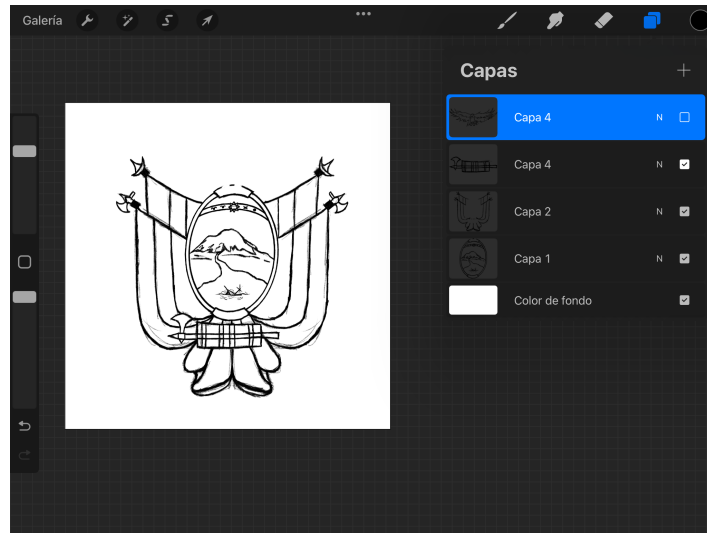 Galería
Capas
Capa 4 N
Capa 4 N
Capa 2 N
Capa 1 N
Color de fondo